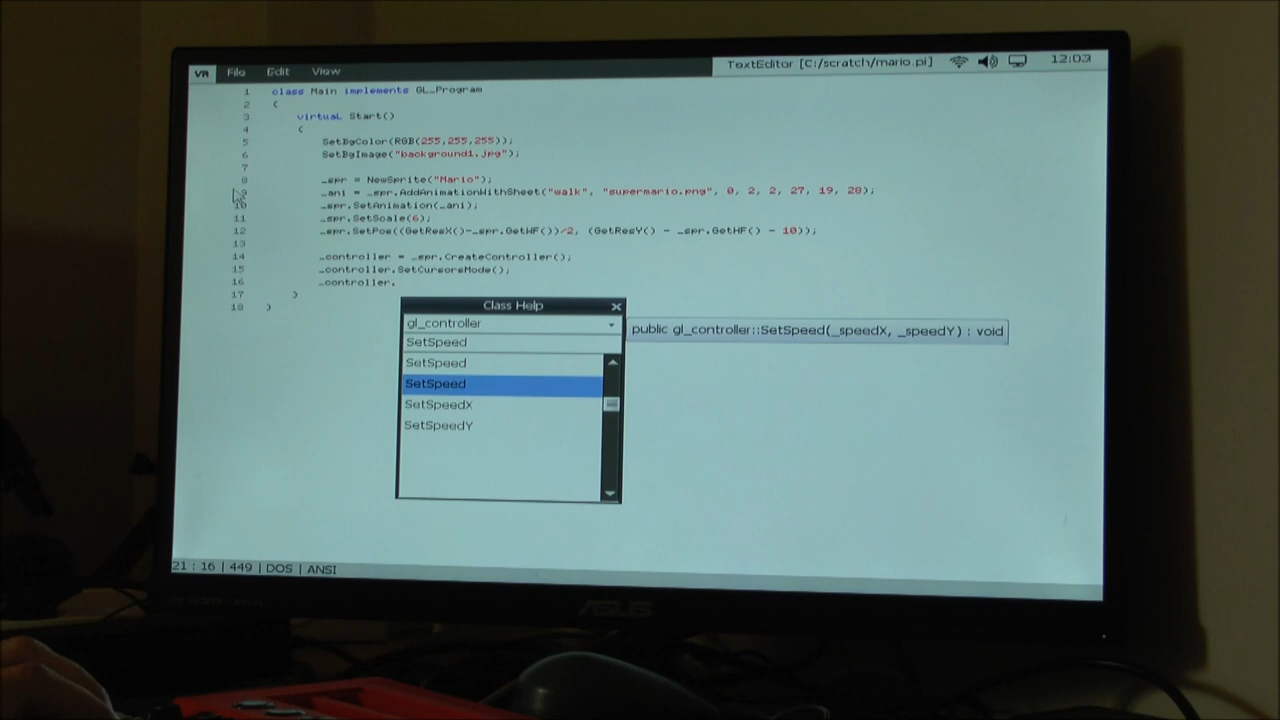 VR File Edit View TextEditor [C:/scratch/mario.pi] 12:03
1 class Main implements GL_Program
2 {
3 virtual Start()
4 {
5 SetBgColor(RGB(255,255,255));
6 SetBgImage("background1.jpg");
7
8 _spr = NewSprite("Mario");
9 _ani = _spr.AddAnimationWithSheet("walk", "supermario.png", 0, 2, 2, 27, 19, 28);
10 _spr.SetAnimation(_ani);
11 _spr.SetScale(6);
12 _spr.SetPos((GetResX()-_spr.GetWF())/2, (GetResY() - _spr.GetHF() - 10));
13
14 _controller = _spr.CreateController();
15 _controller.SetCursorsMode();
16 _controller.
17 }
18 }
Class Help X
gl_controller
SetSpeed
SetSpeed
SetSpeed
SetSpeedX
SetSpeedY
public gl_controller::SetSpeed(_speedX, _speedY) : void
21 : 16 | 449 | DOS | ANSI
ASUS